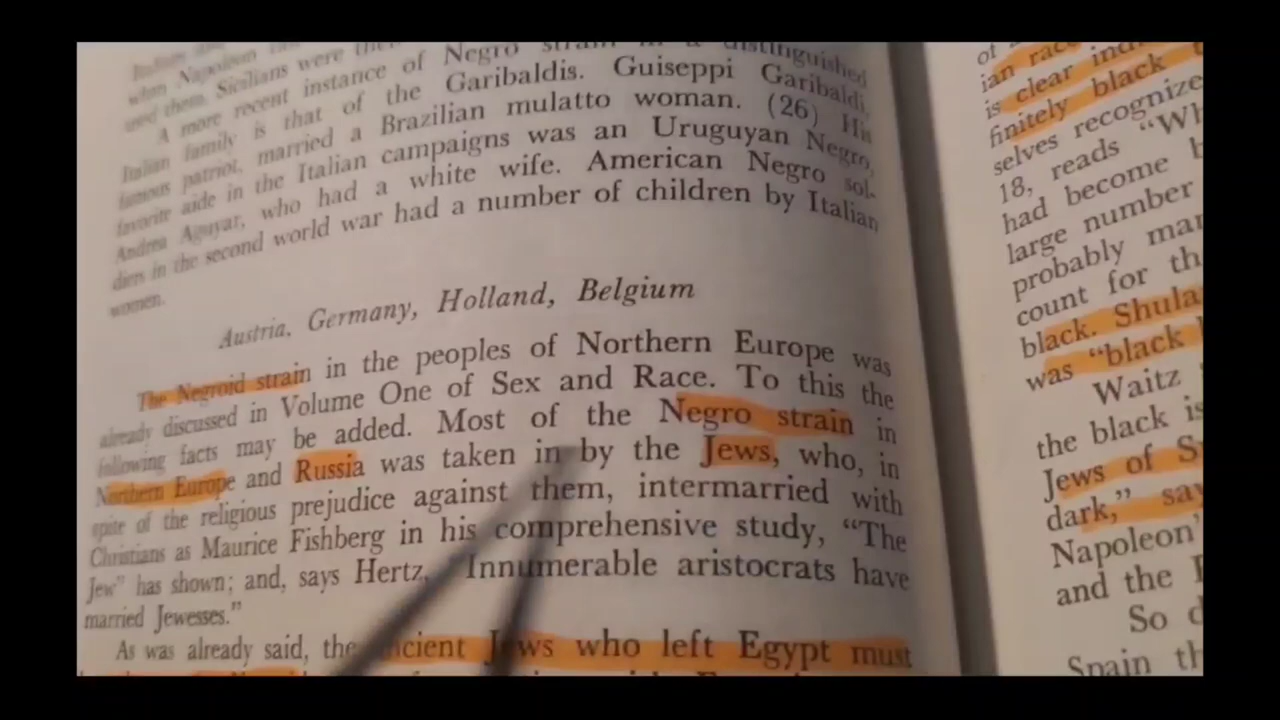 when Napoleon
used them. Sicilians were
A more recent instance of Negro strain in a distinguished
Italian family is that of the Garibaldis. Guiseppi Garibaldi,
famous patriot, married a Brazilian mulatto woman. (26) His
favorite aide in the Italian campaigns was an Uruguyan Negro,
Andrea Aguyar, who had a white wife. American Negro sol-
diers in the second world war had a number of children by Italian
women.
Austria, Germany, Holland, Belgium
The Negroid strain in the peoples of Northern Europe was
already discussed in Volume One of Sex and Race. To this the
following facts may be added. Most of the Negro strain in
Northern Europe and Russia was taken in by the Jews, who, in
spite of the religious prejudice against them, intermarried with
Christians as Maurice Fishberg in his comprehensive study, "The
Jew" has shown; and, says Hertz, Innumerable aristocrats have
married Jewesses."
As was already said, the ancient Jews who left Egypt must
of
ian race
is clear
finitely black
selves recognize
"Wh
18, reads
had become b
large number
probably mar
count for th
black. Shula
was "black
Waitz
the black is
Jews of S
dark," say
Napoleon'
and the
So d
Spain th